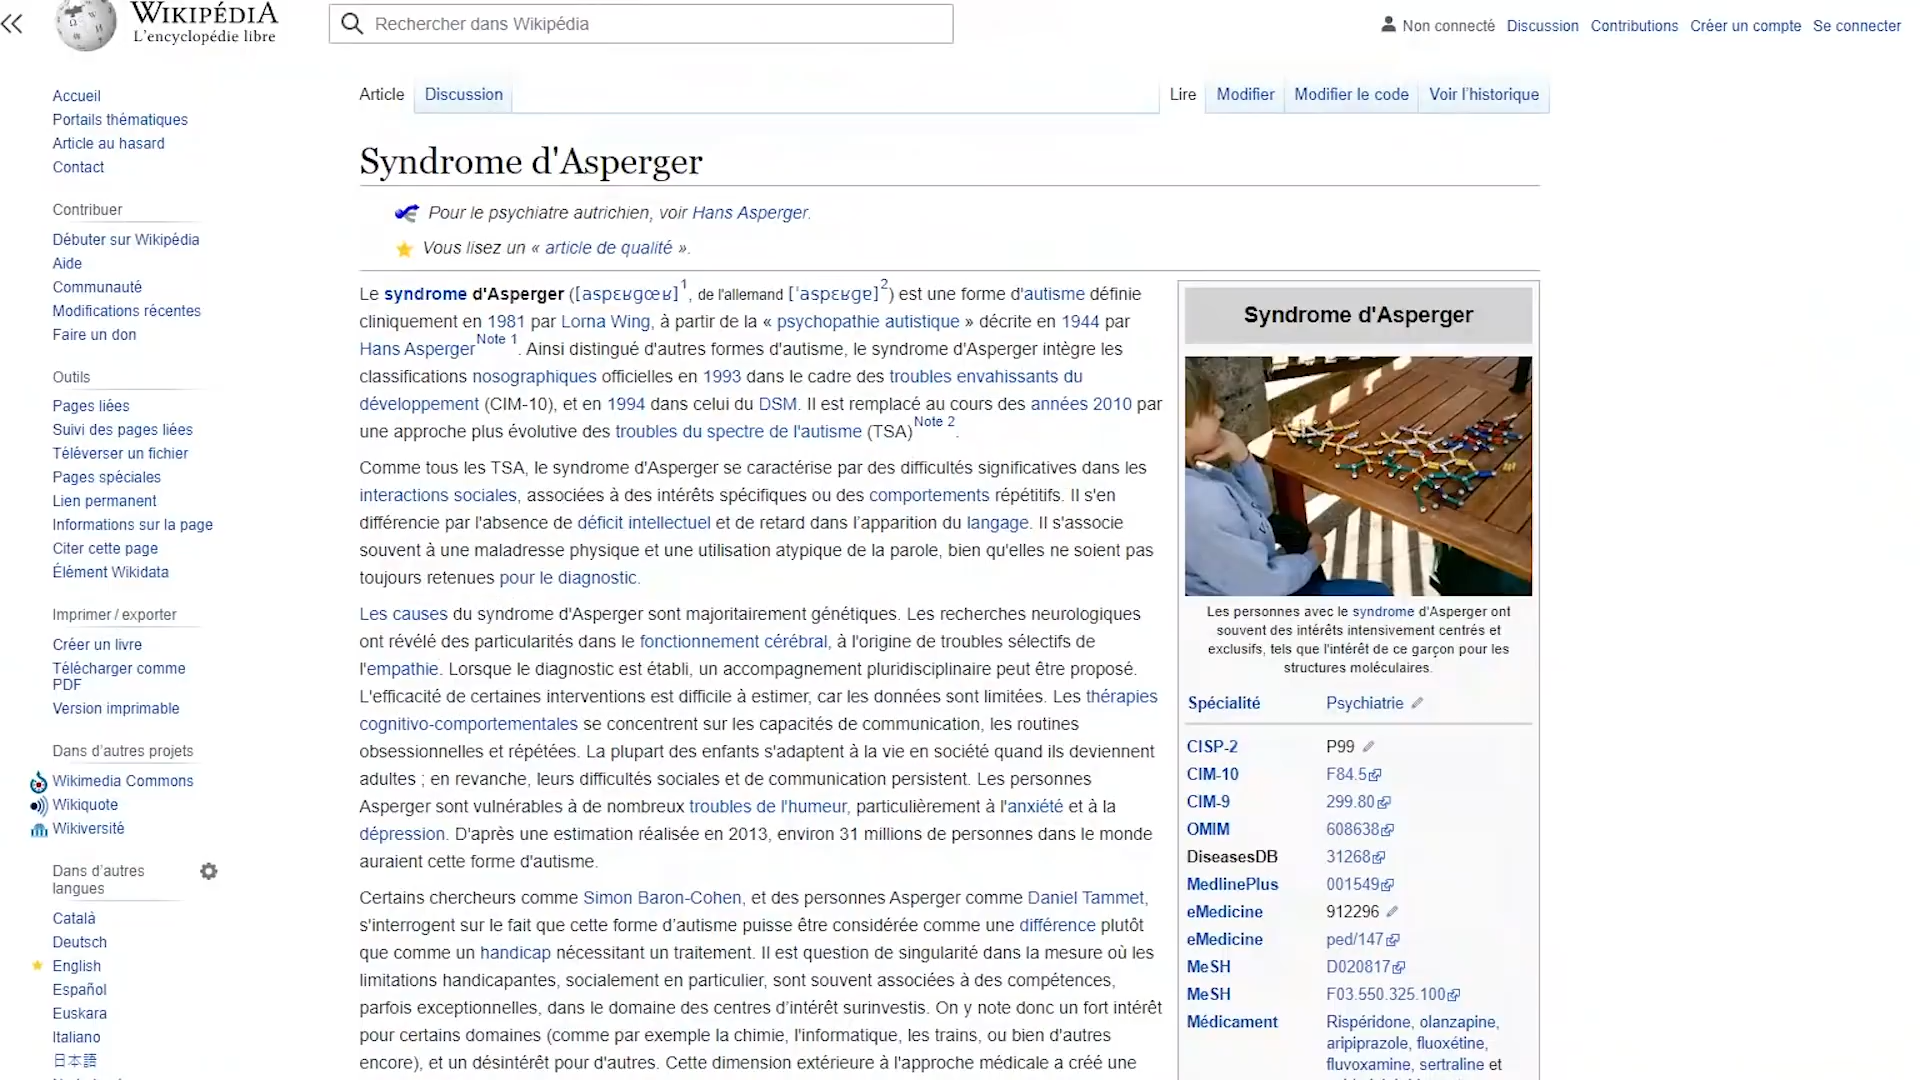 WIKIPÉDIA
L'encyclopédie libre
Rechercher dans Wikipédia
Non connecté Discussion Contributions Créer un compte Se connecter
Accueil
Portails thématiques
Article au hasard
Contact
Contribuer
Débuter sur Wikipédia
Aide
Communauté
Modifications récentes
Faire un don
Outils
Pages liées
Suivi des pages liées
Téléverser un fichier
Pages spéciales
Lien permanent
Informations sur la page
Citer cette page
Élément Wikidata
Imprimer / exporter
Créer un livre
Télécharger comme
PDF
Version imprimable
Dans d'autres projets
Wikimedia Commons
Wikiquote
Wikiversité
Dans d'autres
langues
Català
Deutsch
English
Español
Euskara
Italiano
日本語
Article Discussion Lire Modifier Modifier le code Voir l'historique
Syndrome d'Asperger
Pour le psychiatre autrichien, voir Hans Asperger.
Vous lisez un « article de qualité ».
Le syndrome d'Asperger ([aspɛʁɡœʁ]1, de l'allemand [ˈaspɛʁɡɐ]2) est une forme d'autisme définie
cliniquement en 1981 par Lorna Wing, à partir de la « psychopathie autistique » décrite en 1944 par
Hans AspergerNote 1. Ainsi distingué d'autres formes d'autisme, le syndrome d'Asperger intègre les
classifications nosographiques officielles en 1993 dans le cadre des troubles envahissants du
développement (CIM-10), et en 1994 dans celui du DSM. Il est remplacé au cours des années 2010 par
une approche plus évolutive des troubles du spectre de l'autisme (TSA)Note 2.
Comme tous les TSA, le syndrome d'Asperger se caractérise par des difficultés significatives dans les
interactions sociales, associées à des intérêts spécifiques ou des comportements répétitifs. Il s'en
différencie par l'absence de déficit intellectuel et de retard dans l'apparition du langage. Il s'associe
souvent à une maladresse physique et une utilisation atypique de la parole, bien qu'elles ne soient pas
toujours retenues pour le diagnostic.
Les causes du syndrome d'Asperger sont majoritairement génétiques. Les recherches neurologiques
ont révélé des particularités dans le fonctionnement cérébral, à l'origine de troubles sélectifs de
l'empathie. Lorsque le diagnostic est établi, un accompagnement pluridisciplinaire peut être proposé.
L'efficacité de certaines interventions est difficile à estimer, car les données sont limitées. Les thérapies
cognitivo-comportementales se concentrent sur les capacités de communication, les routines
obsessionnelles et répétées. La plupart des enfants s'adaptent à la vie en société quand ils deviennent
adultes ; en revanche, leurs difficultés sociales et de communication persistent. Les personnes
Asperger sont vulnérables à de nombreux troubles de l'humeur, particulièrement à l'anxiété et à la
dépression. D'après une estimation réalisée en 2013, environ 31 millions de personnes dans le monde
auraient cette forme d'autisme.
Certains chercheurs comme Simon Baron-Cohen, et des personnes Asperger comme Daniel Tammet,
s'interrogent sur le fait que cette forme d'autisme puisse être considérée comme une différence plutôt
que comme un handicap nécessitant un traitement. Il est question de singularité dans la mesure où les
limitations handicapantes, socialement en particulier, sont souvent associées à des compétences,
parfois exceptionnelles, dans le domaine des centres d'intérêt surinvestis. On y note donc un fort intérêt
pour certains domaines (comme par exemple la chimie, l'informatique, les trains, ou bien d'autres
encore), et un désintérêt pour d'autres. Cette dimension extérieure à l'approche médicale a créé une
Syndrome d'Asperger
Les personnes avec le syndrome d'Asperger ont
souvent des intérêts intensivement centrés et
exclusifs, tels que l'intérêt de ce garçon pour les
structures moléculaires.
Spécialité Psychiatrie
CISP-2 P99
CIM-10 F84.5
CIM-9 299.80
OMIM 608638
DiseasesDB 31268
MedlinePlus 001549
eMedicine 912296
eMedicine ped/147
MeSH D020817
MeSH F03.550.325.100
Médicament Rispéridone, olanzapine,
aripiprazole, fluoxétine,
fluvoxamine, sertraline et